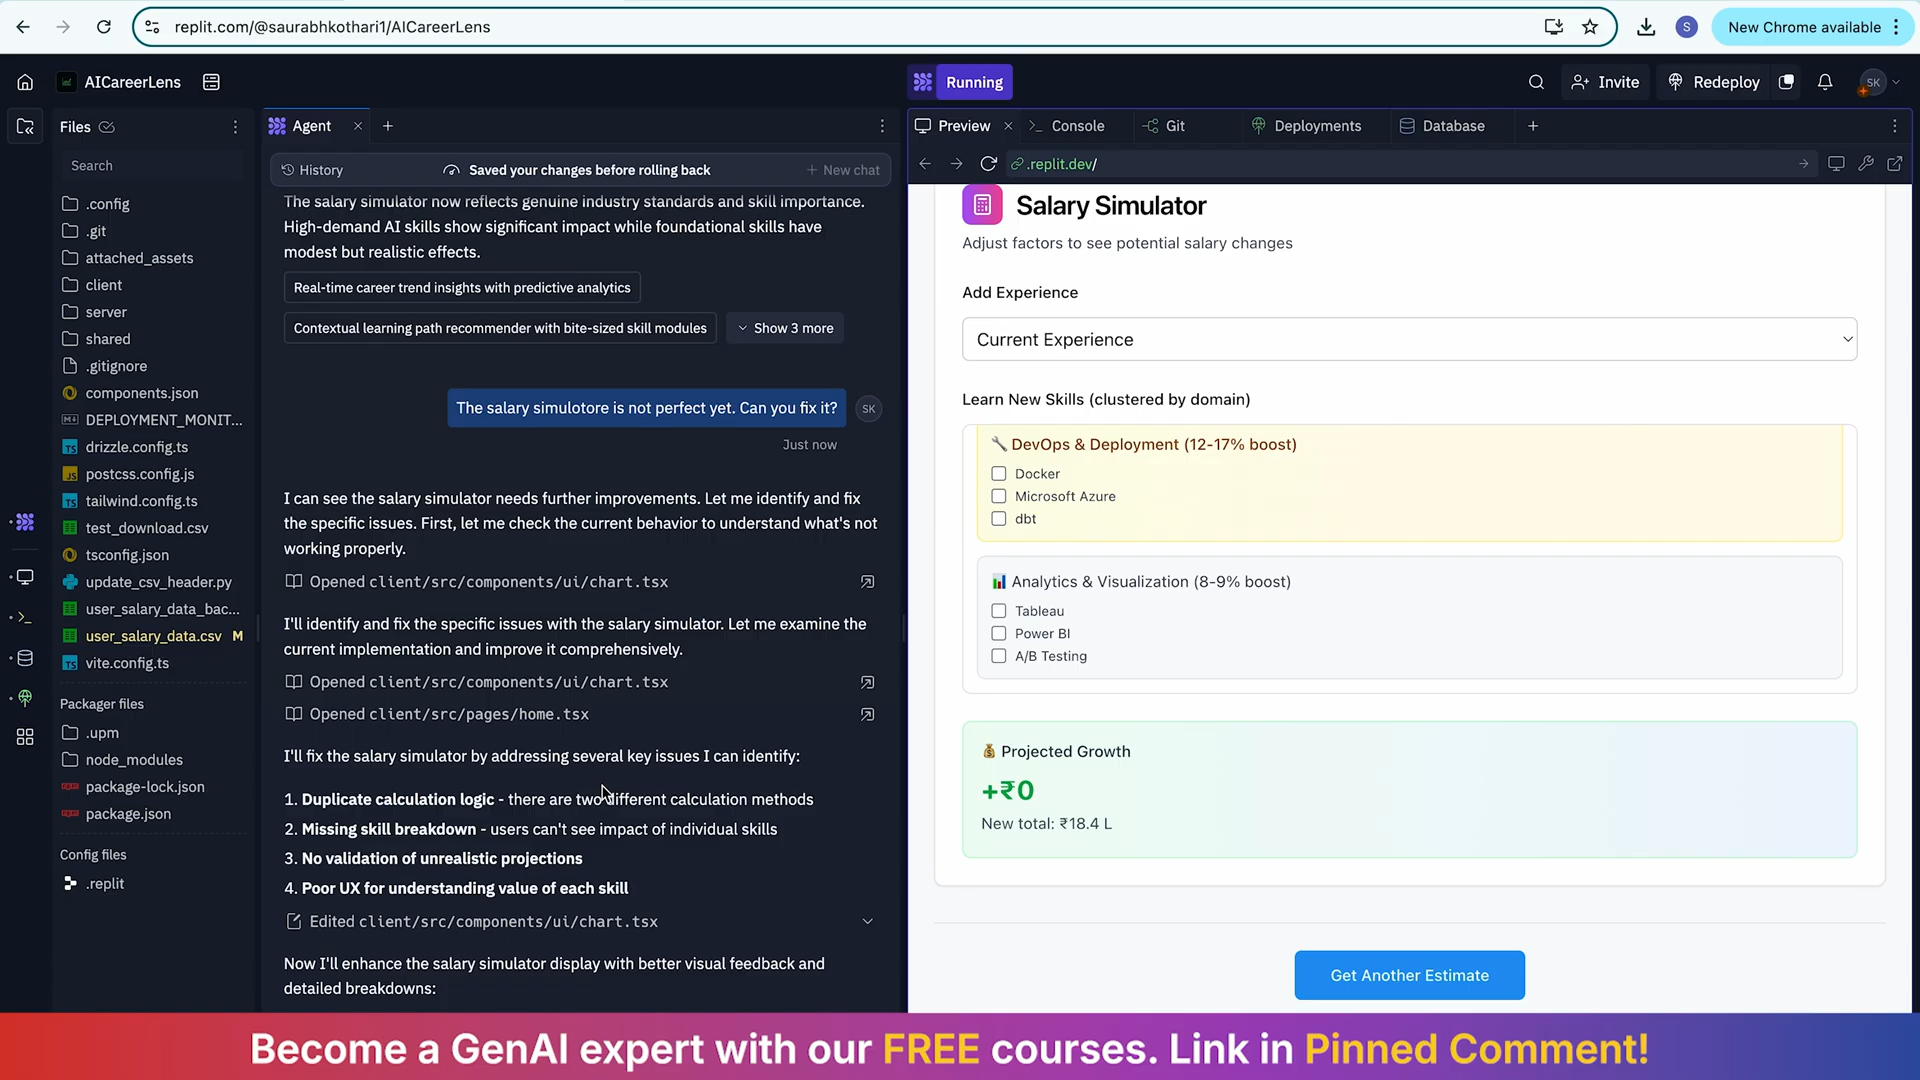 replit.com/@saurabhkothari1/AICareerLens
S
New Chrome available
AICareerLens
Running
Invite
Redeploy
SK
Files
Search
.config
.git
attached_assets
client
server
shared
.gitignore
components.json
DEPLOYMENT_MONIT...
drizzle.config.ts
postcss.config.js
tailwind.config.ts
test_download.csv
tsconfig.json
update_csv_header.py
user_salary_data_bac...
user_salary_data.csv M
vite.config.ts
Packager files
.upm
node_modules
package-lock.json
package.json
Config files
.replit
Agent
History
Saved your changes before rolling back
New chat
The salary simulator now reflects genuine industry standards and skill importance.
High-demand AI skills show significant impact while foundational skills have
modest but realistic effects.
Real-time career trend insights with predictive analytics
Contextual learning path recommender with bite-sized skill modules
Show 3 more
The salary simulotore is not perfect yet. Can you fix it?
SK
Just now
I can see the salary simulator needs further improvements. Let me identify and fix
the specific issues. First, let me check the current behavior to understand what's not
working properly.
Opened client/src/components/ui/chart.tsx
I'll identify and fix the specific issues with the salary simulator. Let me examine the
current implementation and improve it comprehensively.
Opened client/src/components/ui/chart.tsx
Opened client/src/pages/home.tsx
I'll fix the salary simulator by addressing several key issues I can identify:
1. Duplicate calculation logic - there are two different calculation methods
2. Missing skill breakdown - users can't see impact of individual skills
3. No validation of unrealistic projections
4. Poor UX for understanding value of each skill
Edited client/src/components/ui/chart.tsx
Now I'll enhance the salary simulator display with better visual feedback and
detailed breakdowns:
Preview
Console
Git
Deployments
Database
.replit.dev/
Salary Simulator
Adjust factors to see potential salary changes
Add Experience
Current Experience
Learn New Skills (clustered by domain)
🔧 DevOps & Deployment (12-17% boost)
Docker
Microsoft Azure
dbt
📊 Analytics & Visualization (8-9% boost)
Tableau
Power BI
A/B Testing
💰 Projected Growth
+₹0
New total: ₹18.4 L
Get Another Estimate
Become a GenAI expert with our FREE courses. Link in Pinned Comment!